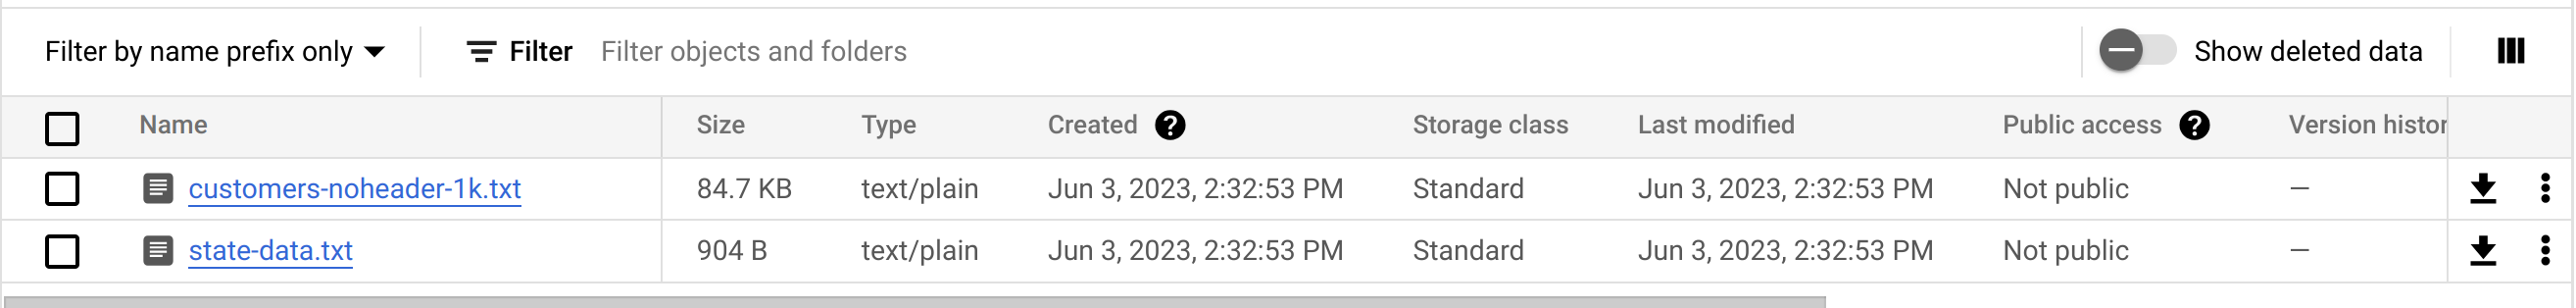 Filter by name prefix only Filter Filter objects and folders Show deleted data
Name Size Type Created ? Storage class Last modified Public access ? Version histor
customers-noheader-1k.txt 84.7 KB text/plain Jun 3, 2023, 2:32:53 PM Standard Jun 3, 2023, 2:32:53 PM Not public —
state-data.txt 904 B text/plain Jun 3, 2023, 2:32:53 PM Standard Jun 3, 2023, 2:32:53 PM Not public —